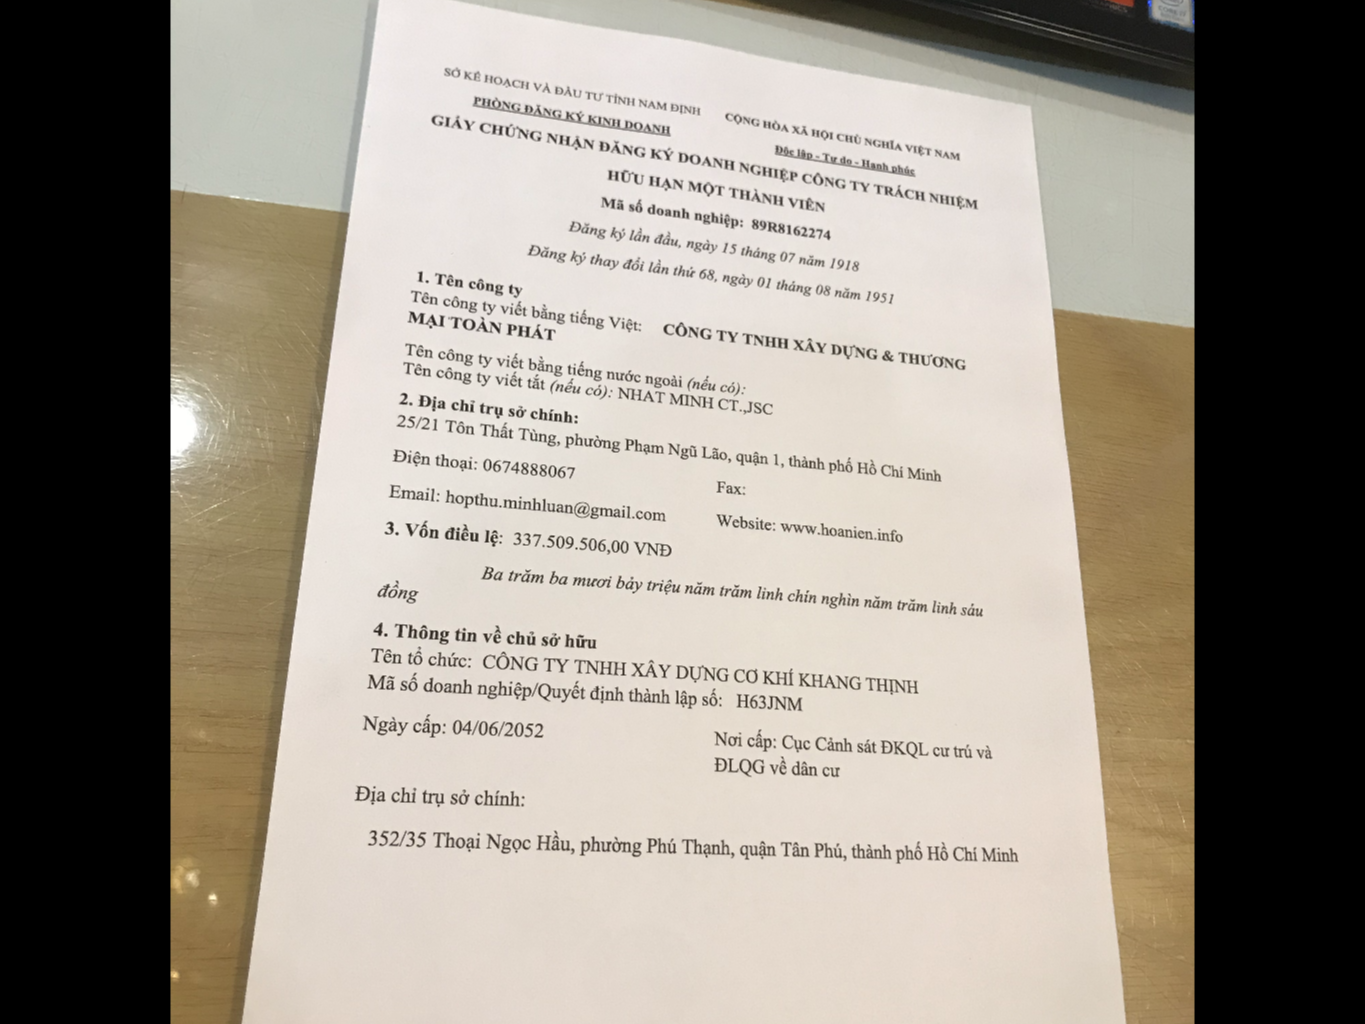 SỞ KẾ HOẠCH VÀ ĐẦU TƯ TỈNH NAM ĐỊNH
CỘNG HÒA XÃ HỘI CHỦ NGHĨA VIỆT NAM
PHÒNG ĐĂNG KÝ KINH DOANH
Độc lập - Tự do - Hạnh phúc
GIẤY CHỨNG NHẬN ĐĂNG KÝ DOANH NGHIỆP CÔNG TY TRÁCH NHIỆM
HỮU HẠN MỘT THÀNH VIÊN
Mã số doanh nghiệp: 89R8162274
Đăng ký lần đầu, ngày 15 tháng 07 năm 1918
Đăng ký thay đổi lần thứ 68, ngày 01 tháng 08 năm 1951
1. Tên công ty
Tên công ty viết bằng tiếng Việt: CÔNG TY TNHH XÂY DỰNG & THƯƠNG
MẠI TOÀN PHÁT
Tên công ty viết bằng tiếng nước ngoài (nếu có):
Tên công ty viết tắt (nếu có): NHAT MINH CT.,JSC
2. Địa chỉ trụ sở chính:
25/21 Tôn Thất Tùng, phường Phạm Ngũ Lão, quận 1, thành phố Hồ Chí Minh
Điện thoại: 0674888067
Fax:
Email: hopthu.minhluan@gmail.com
Website: www.hoanien.info
3. Vốn điều lệ: 337.509.506,00 VNĐ
Ba trăm ba mươi bảy triệu năm trăm linh chín nghìn năm trăm linh sáu
đồng
4. Thông tin về chủ sở hữu
Tên tổ chức: CÔNG TY TNHH XÂY DỰNG CƠ KHÍ KHANG THỊNH
Mã số doanh nghiệp/Quyết định thành lập số: H63JNM
Ngày cấp: 04/06/2052
Nơi cấp: Cục Cảnh sát ĐKQL cư trú và
ĐLQG về dân cư
Địa chỉ trụ sở chính:
352/35 Thoại Ngọc Hầu, phường Phú Thạnh, quận Tân Phú, thành phố Hồ Chí Minh